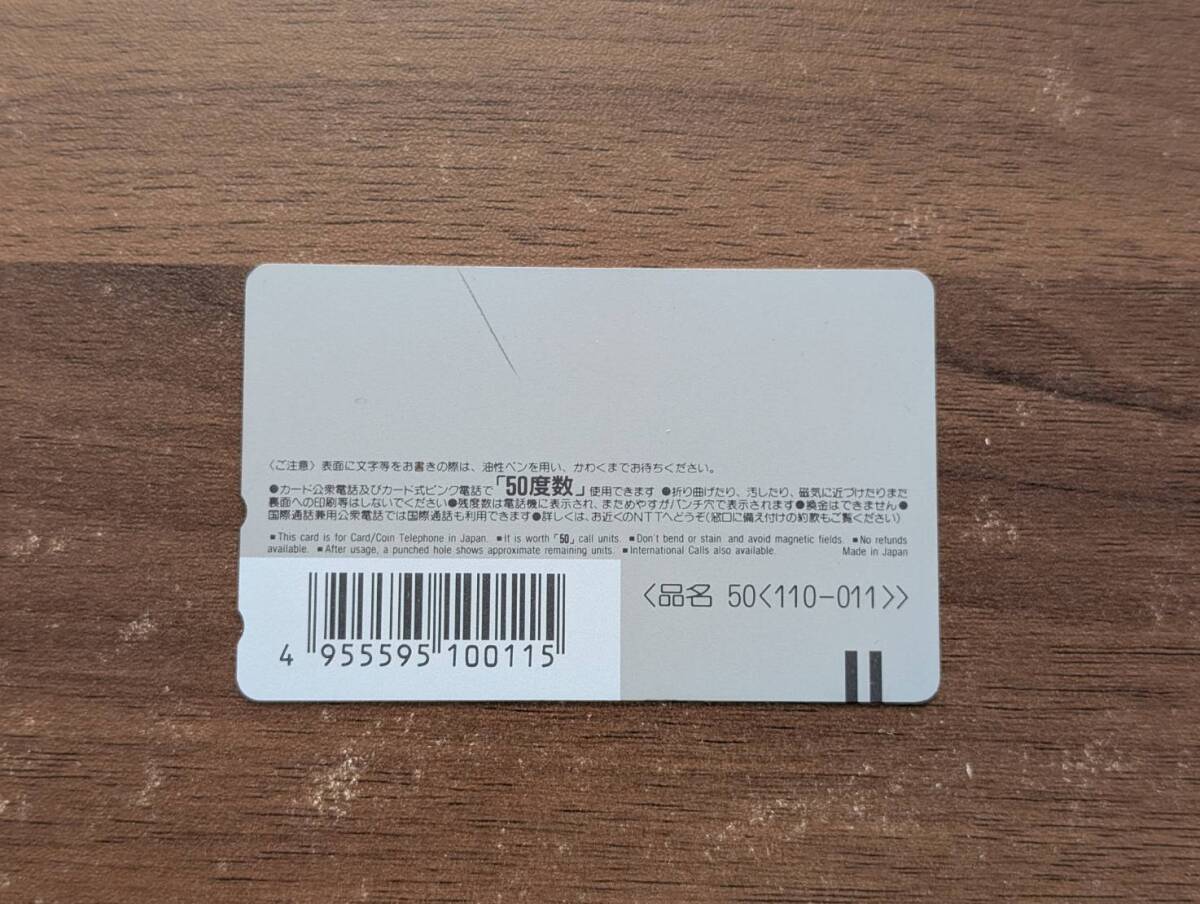 〈ご注意〉表面に文字等をお書きの際は、油性ペンを用い、かわくまでお待ちください。
●カード公衆電話及びカード式ピンク電話で「50度数」使用できます ●折り曲げたり、汚したり、磁気に近づけたりまた
裏面への印刷等はしないでください●残度数は電話機に表示され、まためやすがパンチ穴で表示されます●換金はできません●
国際通話兼用公衆電話では国際通話も利用できます●詳しくは、お近くのNTTへどうぞ(窓口に備え付けの約款もご覧ください)
■This card is for Card/Coin Telephone in Japan. ■It is worth「50」call units. ■Don't bend or stain and avoid magnetic fields. ■No refunds
available. ■After usage, a punched hole shows approximate remaining units. ■International Calls also available. Made in Japan
〈品名 50〈110-011〉〉
4 955595 100115